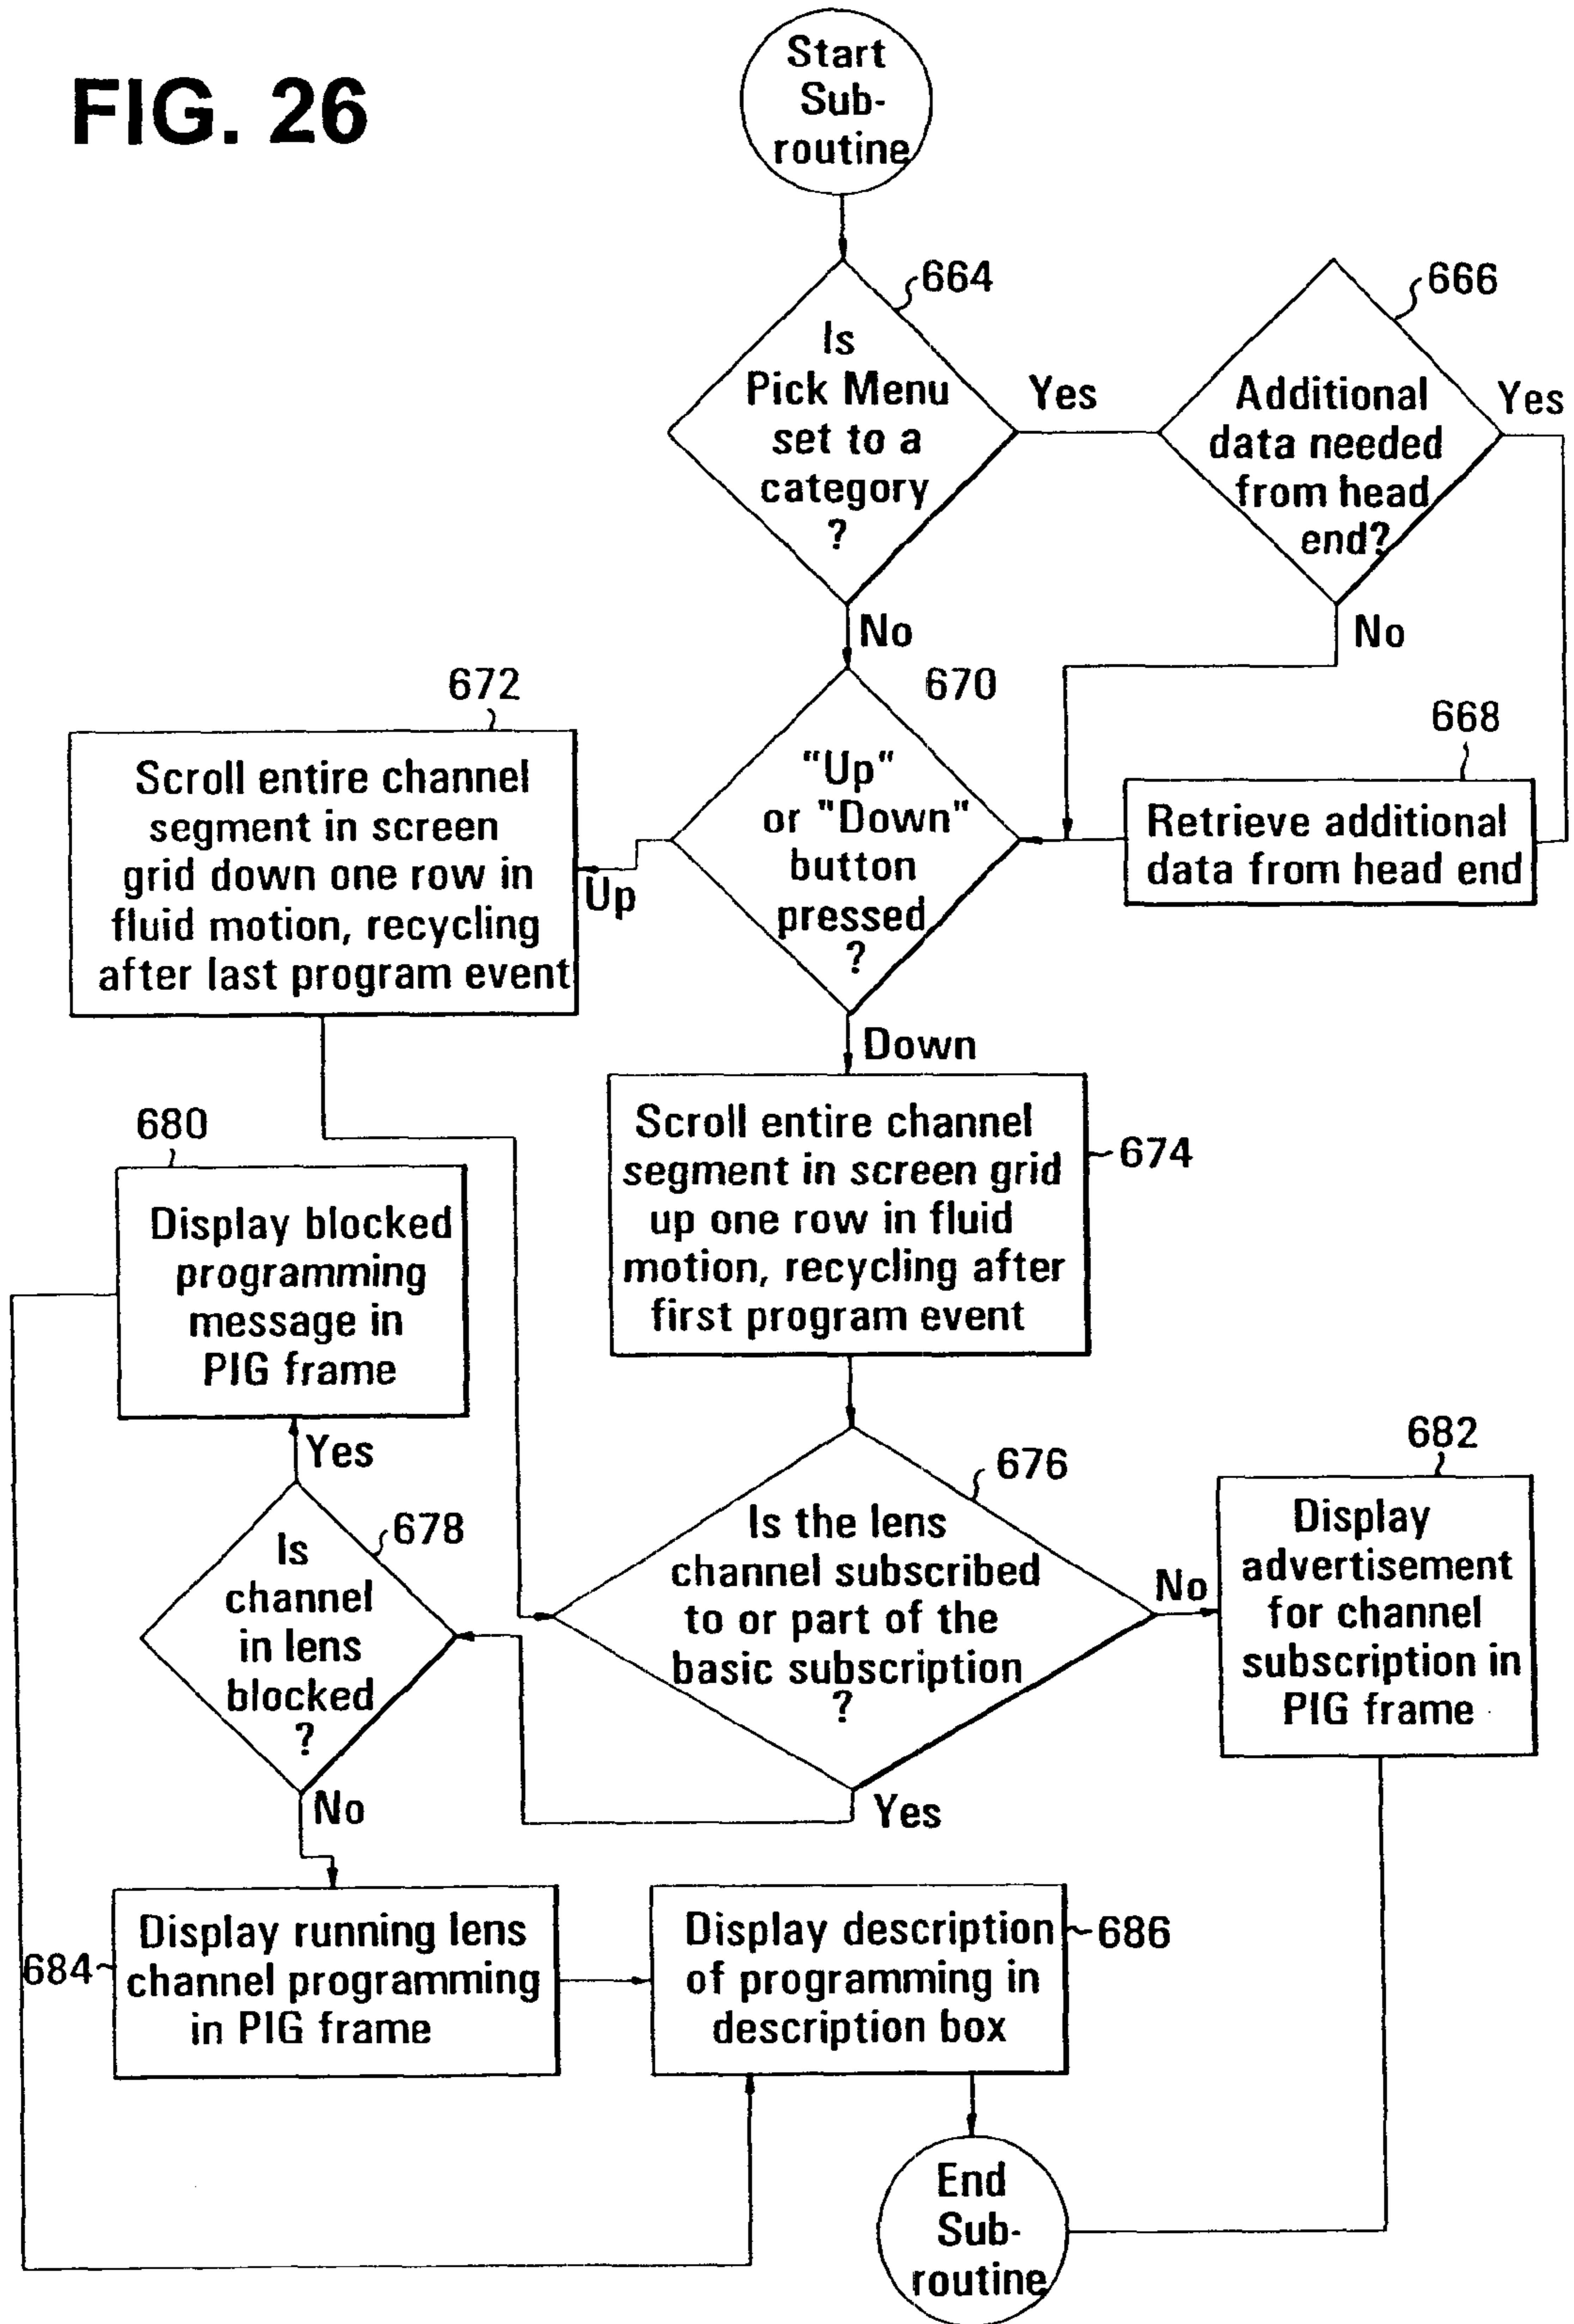 FIG. 26
Start
Sub-
routine
664
Is
Pick Menu
set to a
category
?
Yes
666
Additional
data needed
from head
end?
Yes
No
No
668
Retrieve additional
data from head end
670
"Up"
or "Down"
button
pressed
?
Up
672
Scroll entire channel
segment in screen
grid down one row in
fluid motion, recycling
after last program event
Down
674
Scroll entire channel
segment in screen grid
up one row in fluid
motion, recycling after
first program event
680
Display blocked
programming
message in
PIG frame
Yes
678
Is
channel
in lens
blocked
?
No
676
Is the lens
channel subscribed
to or part of the
basic subscription
?
No
Yes
682
Display
advertisement
for channel
subscription in
PIG frame
684
Display running lens
channel programming
in PIG frame
686
Display description
of programming in
description box
End
Sub-
routine